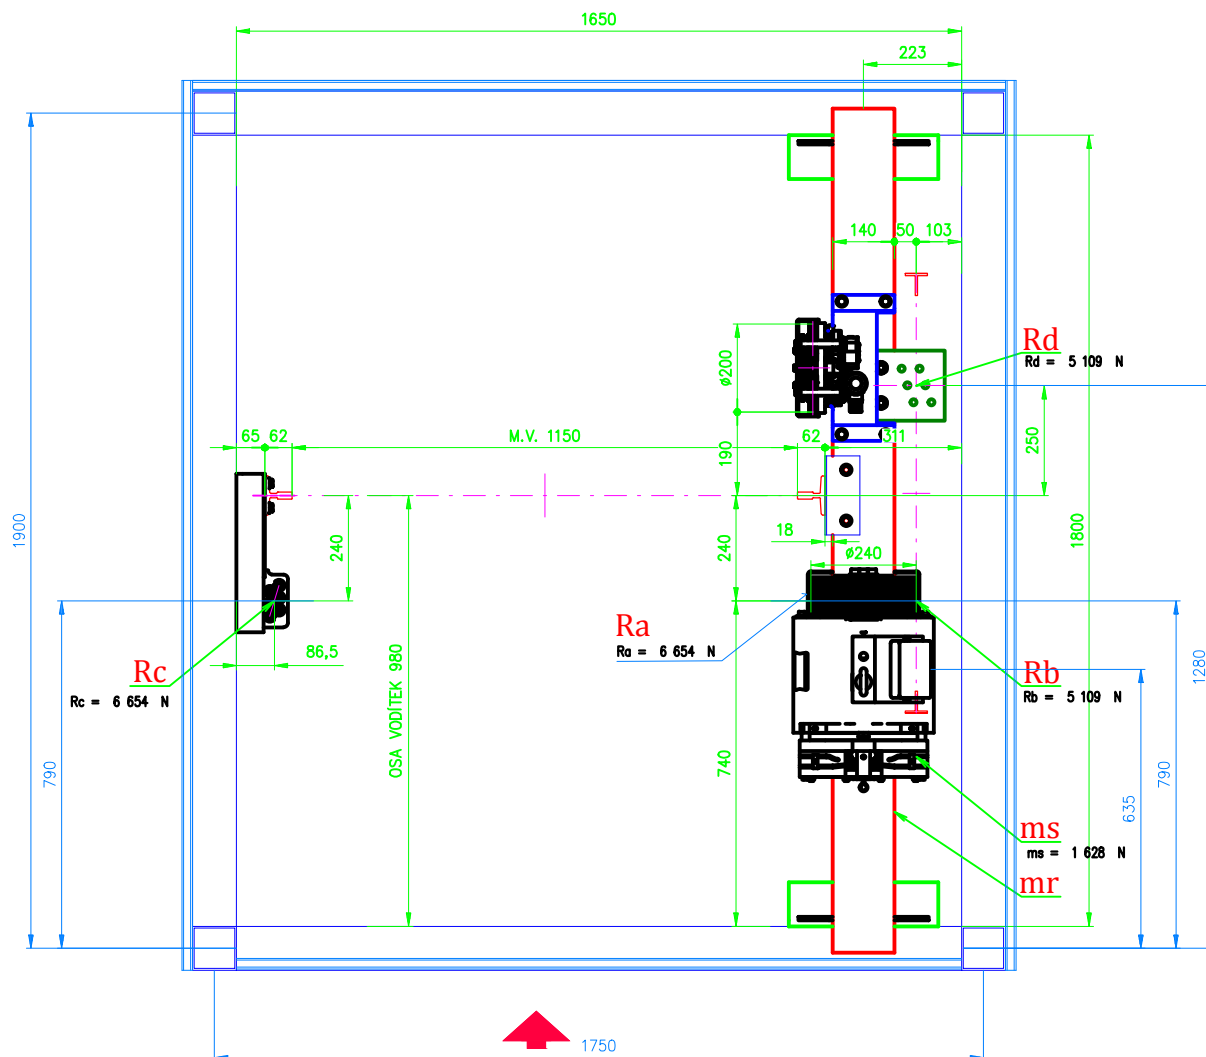 1650
223
140 50 103
Rd
Rd = 5 109 N
ø200
65 62
M.V. 1150
62
311
190
250
1900
18
240
240
ø240
1800
Ra
Ra = 6 654 N
86,5
Rc
Rc = 6 654 N
Rb
Rb = 5 109 N
OSA VODÍTEK 980
740
1280
790
790
635
ms
ms = 1 628 N
mr
1750